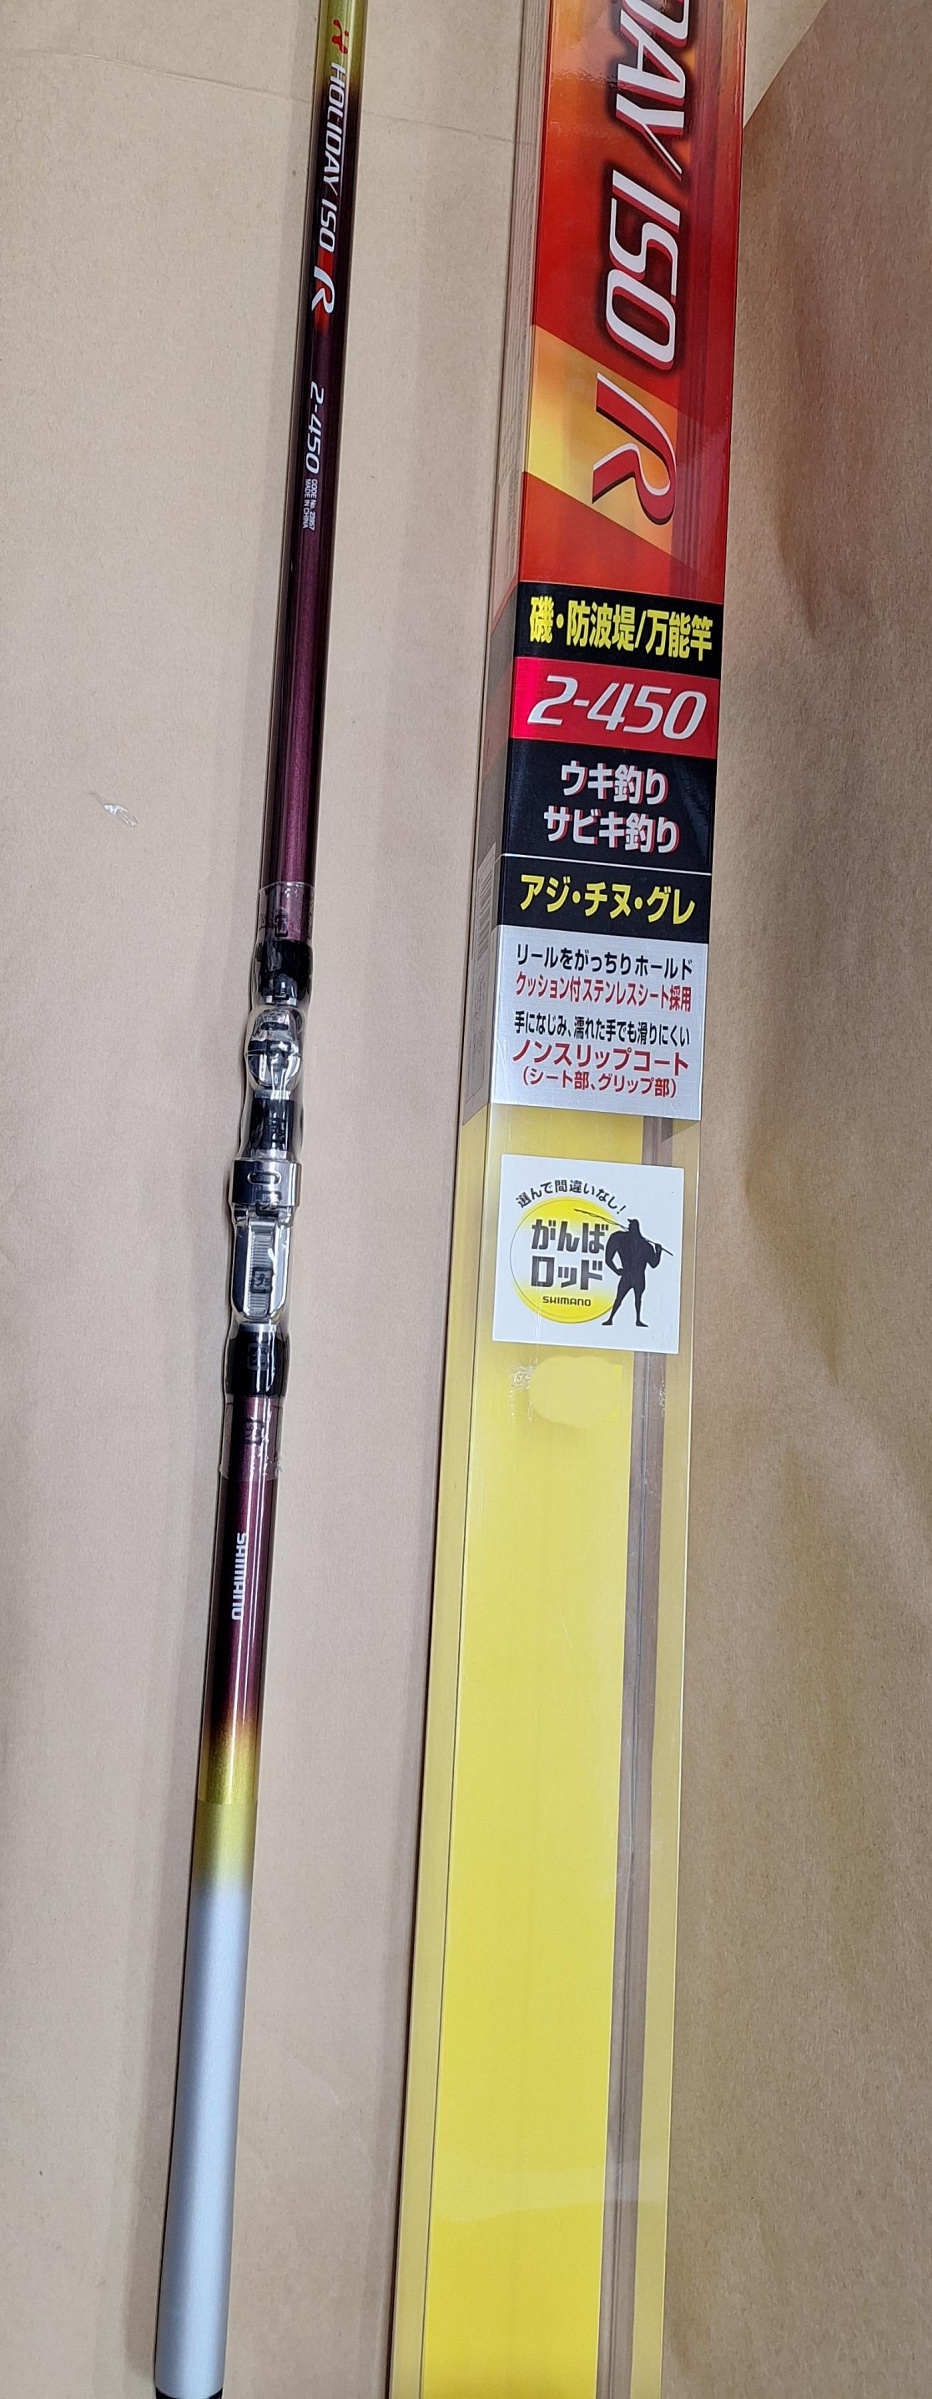 HOLIDAY ISO R
2-450
CODE No. 23957
MADE IN CHINA
SHIMANO
DAY ISO R
磯・防波堤/万能竿
2-450
ウキ釣り
サビキ釣り
アジ・チヌ・グレ
リールをがっちりホールド
クッション付ステンレスシート採用
手になじみ、濡れた手でも滑りにくい
ノンスリップコート
(シート部、グリップ部)
選んで間違いなし!
がんば
ロッド
SHIMANO